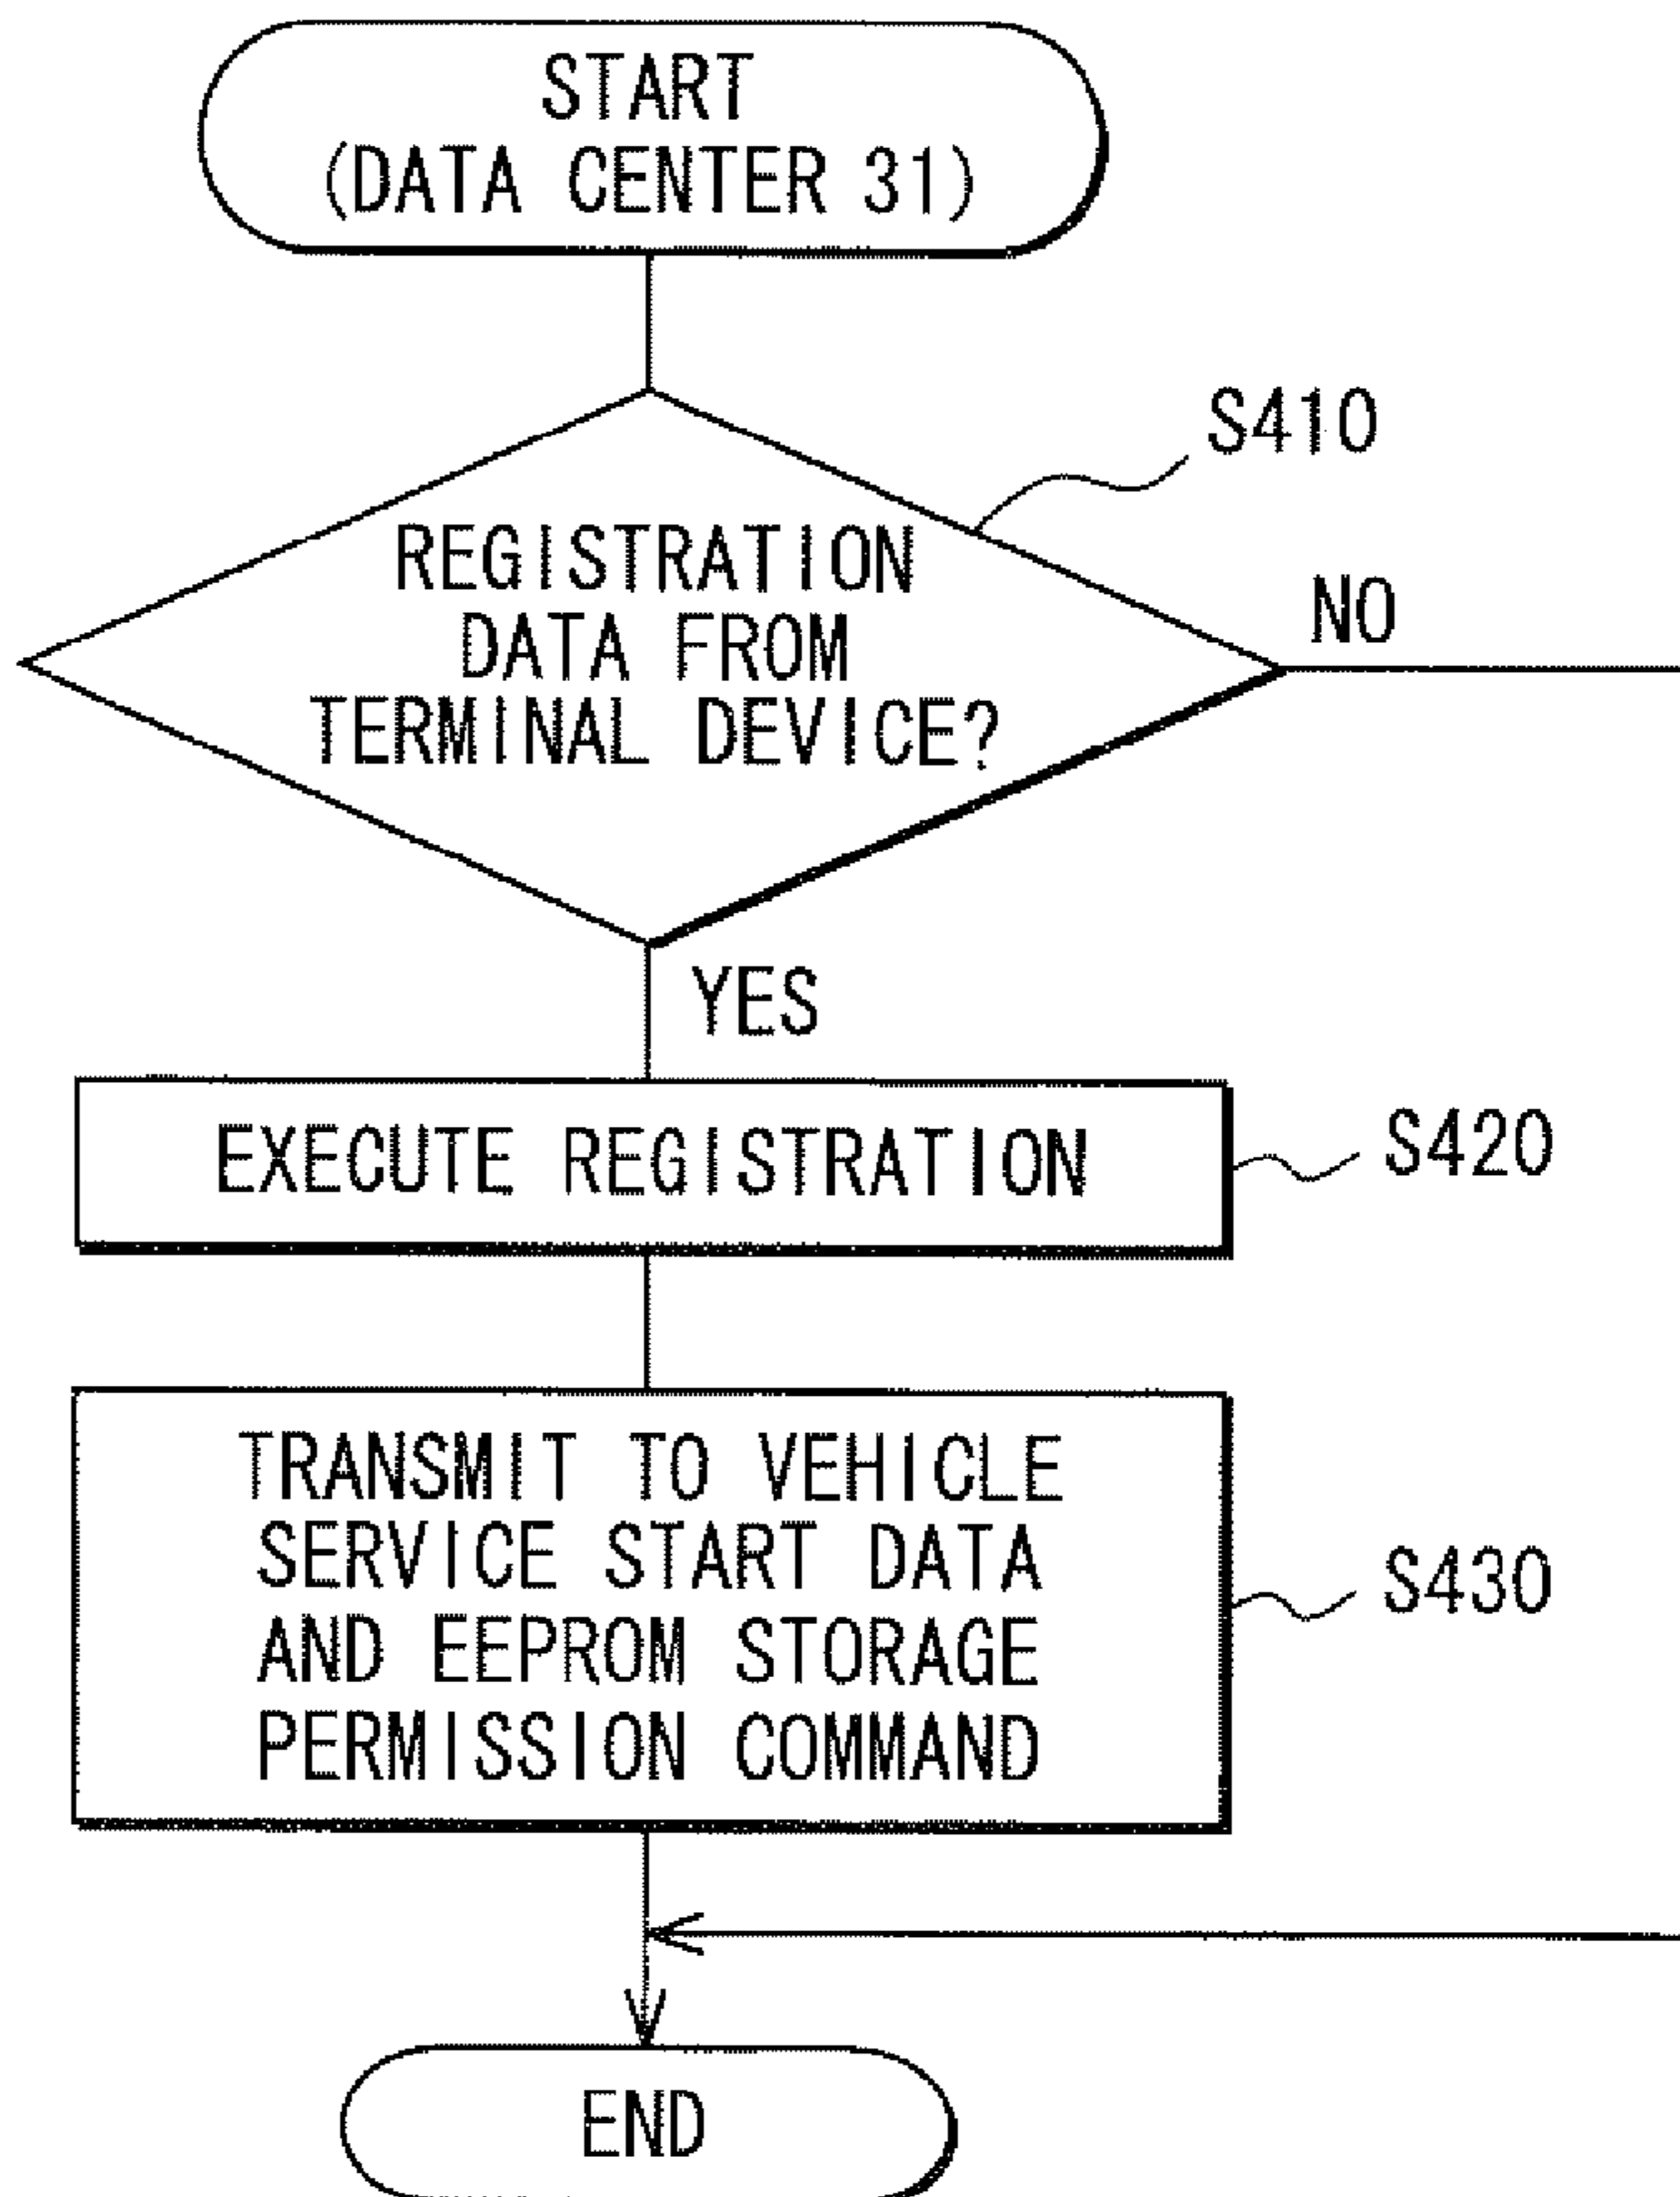 START
(DATA CENTER 31)
S410
REGISTRATION
DATA FROM
TERMINAL DEVICE?
NO
YES
EXECUTE REGISTRATION
S420
TRANSMIT TO VEHICLE
SERVICE START DATA
AND EEPROM STORAGE
PERMISSION COMMAND
S430
END